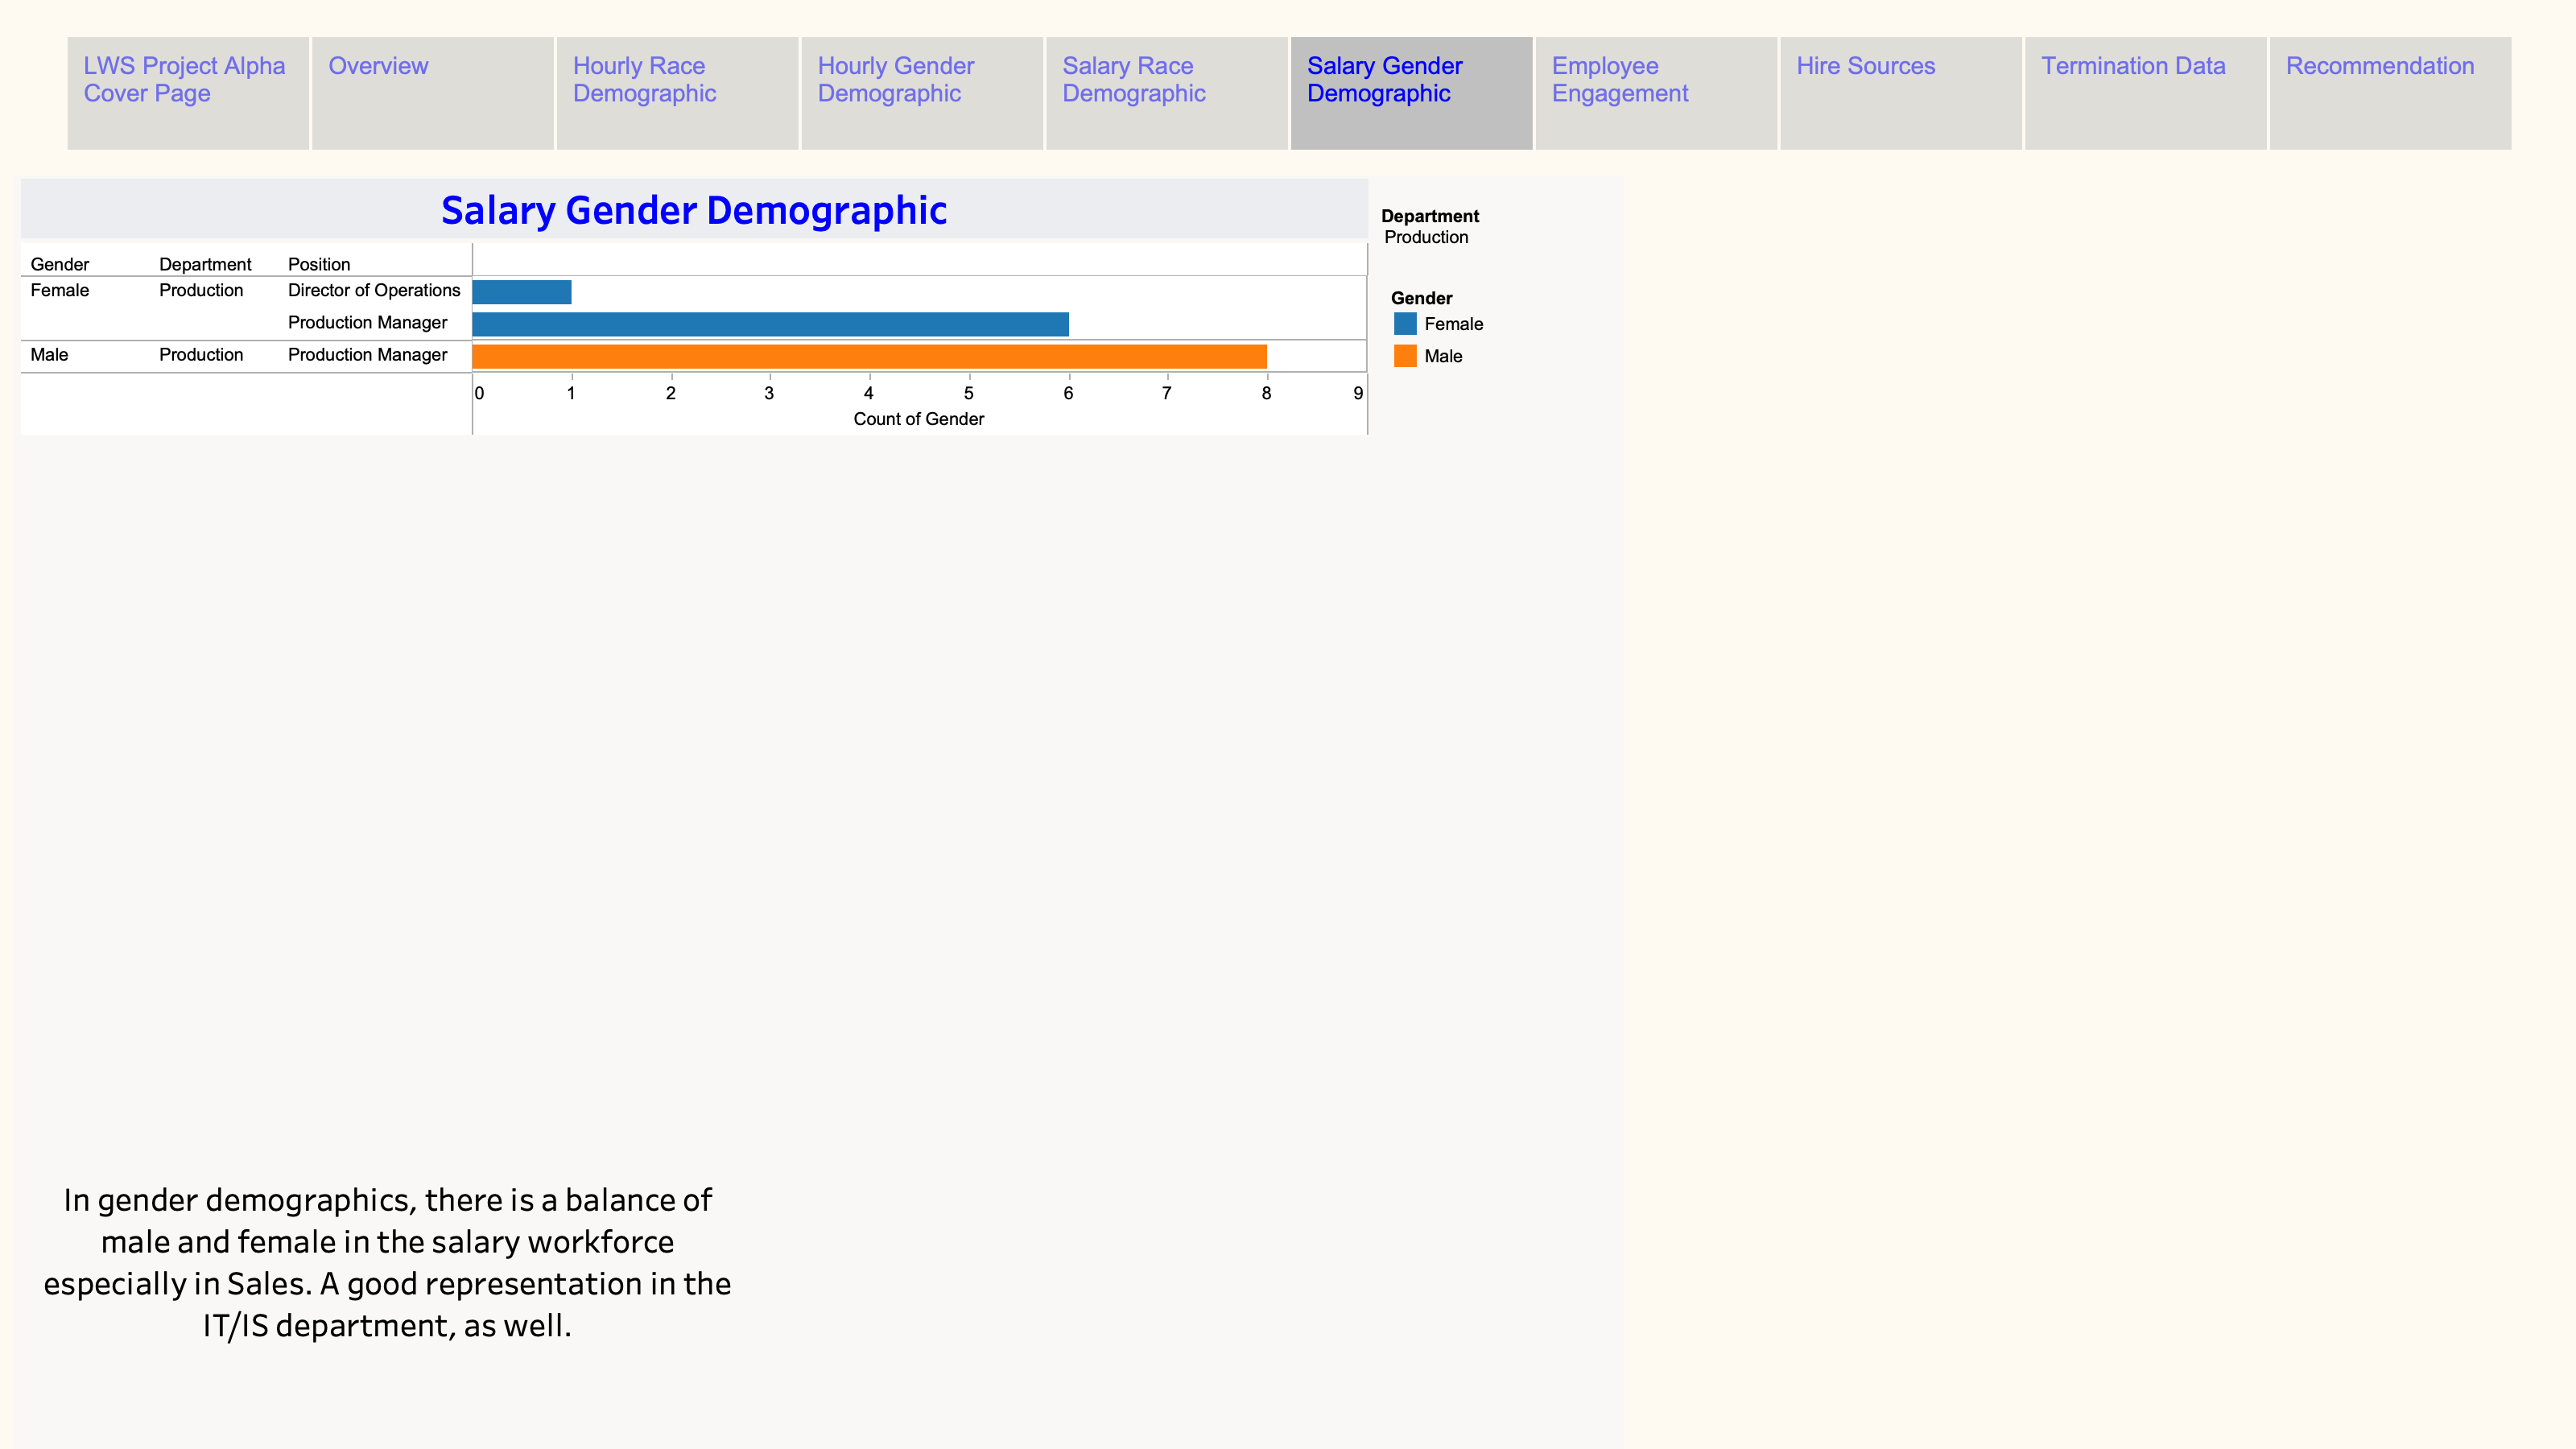 LWS Project Alpha
Cover Page
Overview
Hourly Race
Demographic
Hourly Gender
Demographic
Salary Race
Demographic
Salary Gender
Demographic
Employee
Engagement
Hire Sources
Termination Data
Recommendation
Salary Gender Demographic
Gender Department Position
Female Production Director of Operations
Production Manager
Male Production Production Manager
0 1 2 3 4 5 6 7 8 9
Count of Gender
Department
Production
Gender
Female
Male
In gender demographics, there is a balance of
male and female in the salary workforce
especially in Sales. A good representation in the
IT/IS department, as well.